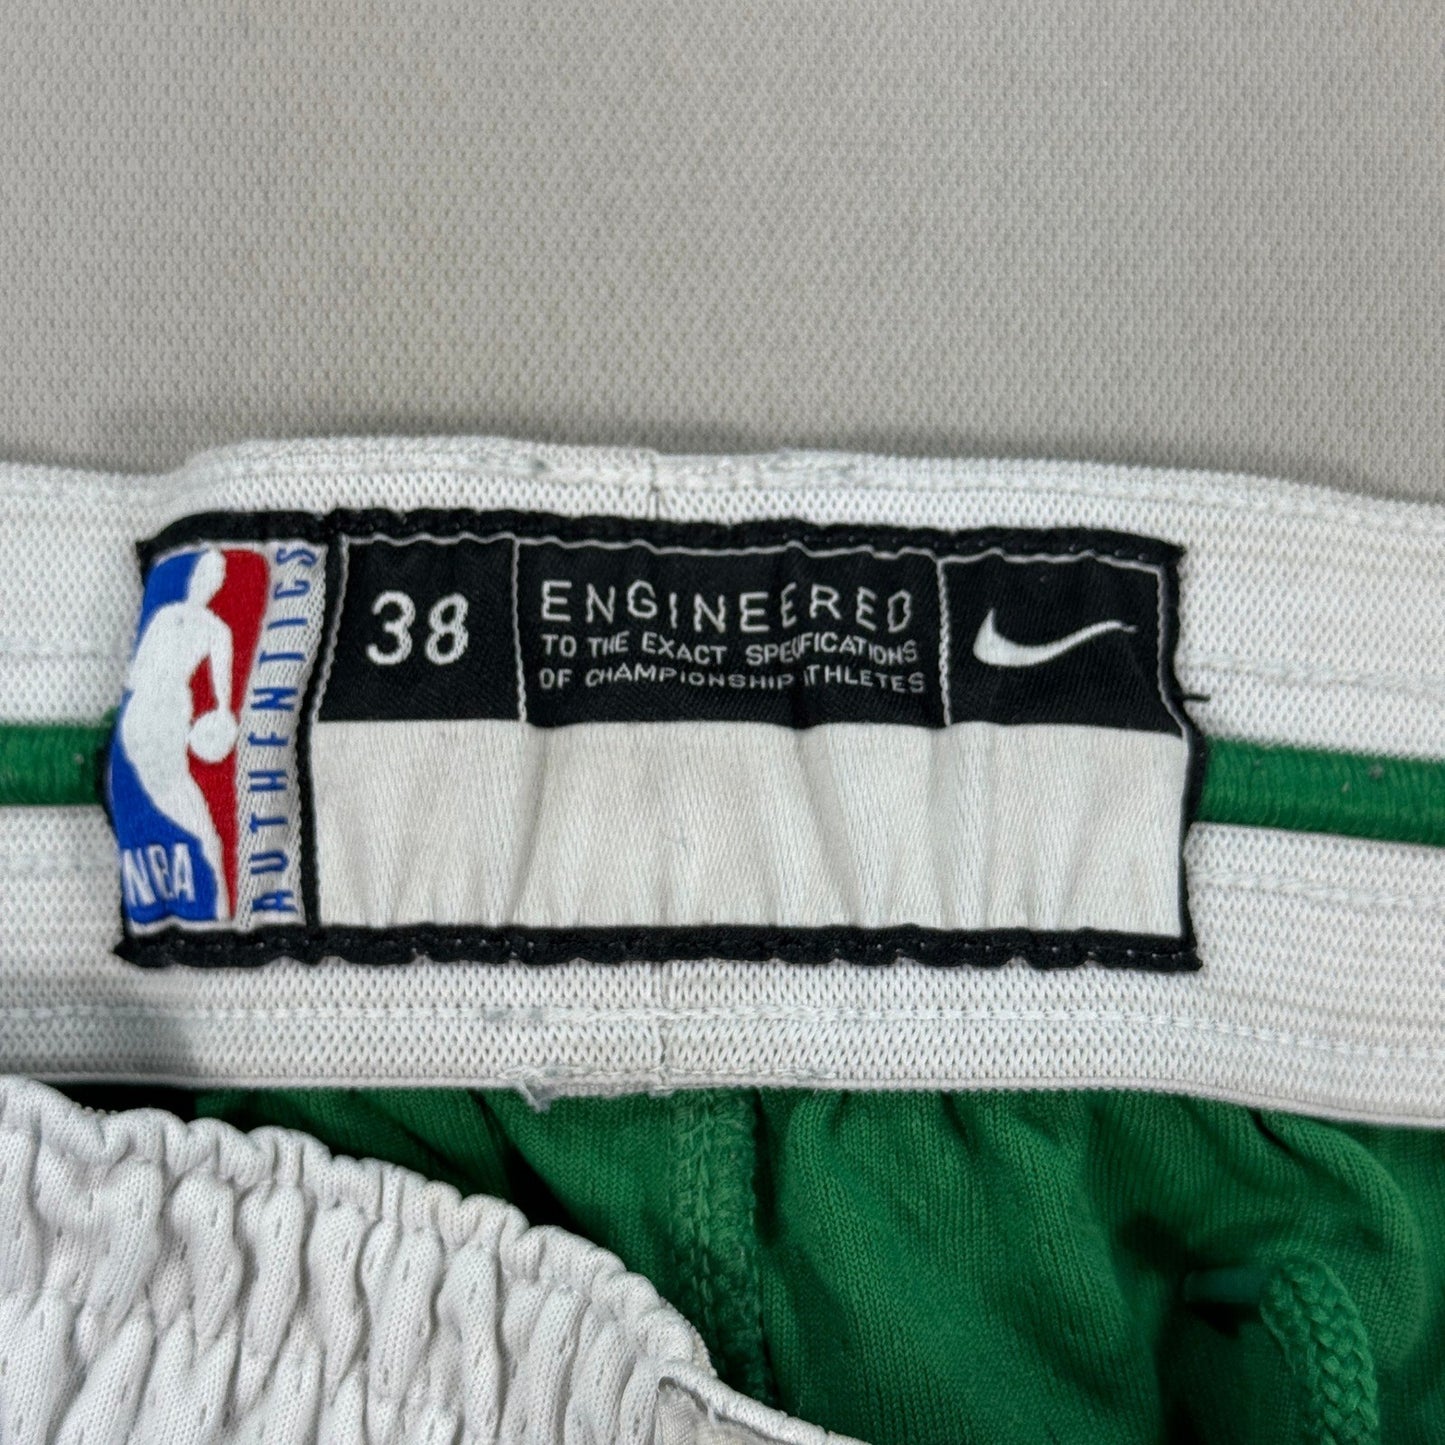 NBA
AUTHENTICS
38
ENGINEERED
TO THE EXACT SPECIFICATIONS
OF CHAMPIONSHIP ATHLETES